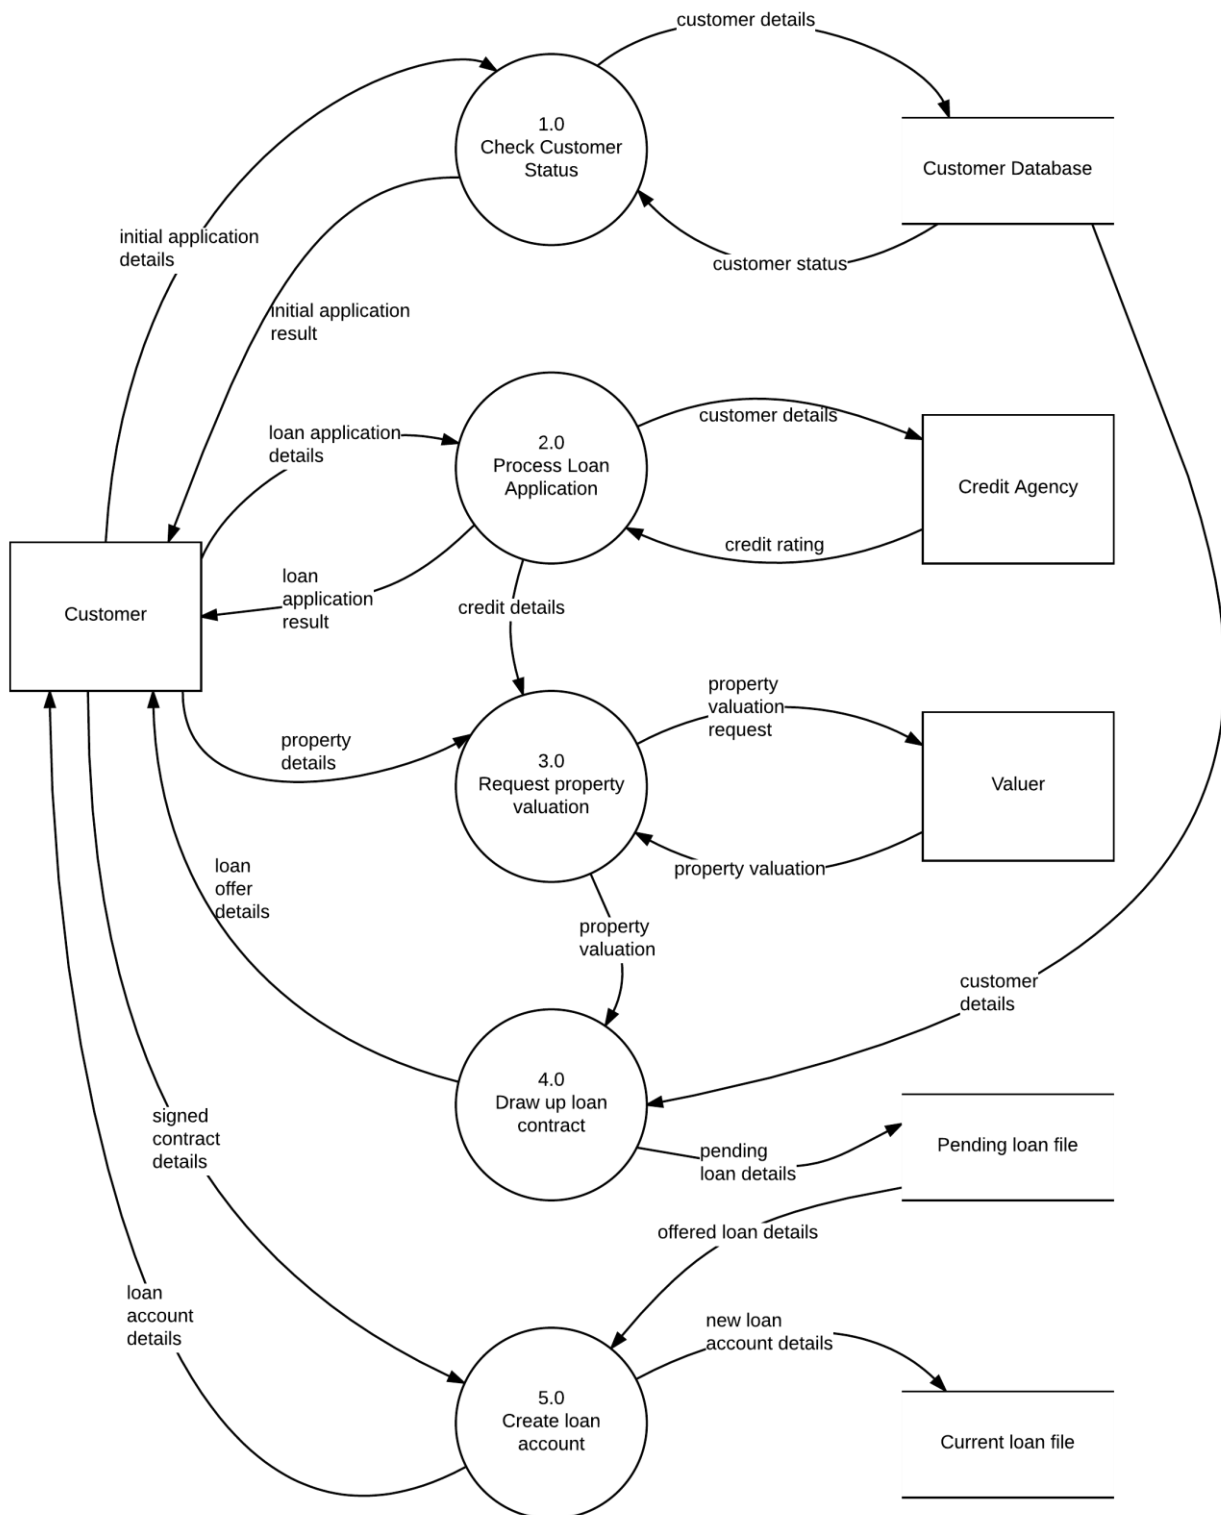 customer details
1.0
Check Customer
Status
Customer Database
initial application
details
customer status
initial application
result
loan application
details
2.0
Process Loan
Application
customer details
Credit Agency
credit rating
Customer
loan
application
result
credit details
property
details
3.0
Request property
valuation
property
valuation
request
Valuer
property valuation
loan
offer
details
property
valuation
customer
details
4.0
Draw up loan
contract
signed
contract
details
pending
loan details
Pending loan file
offered loan details
loan
account
details
new loan
account details
5.0
Create loan
account
Current loan file